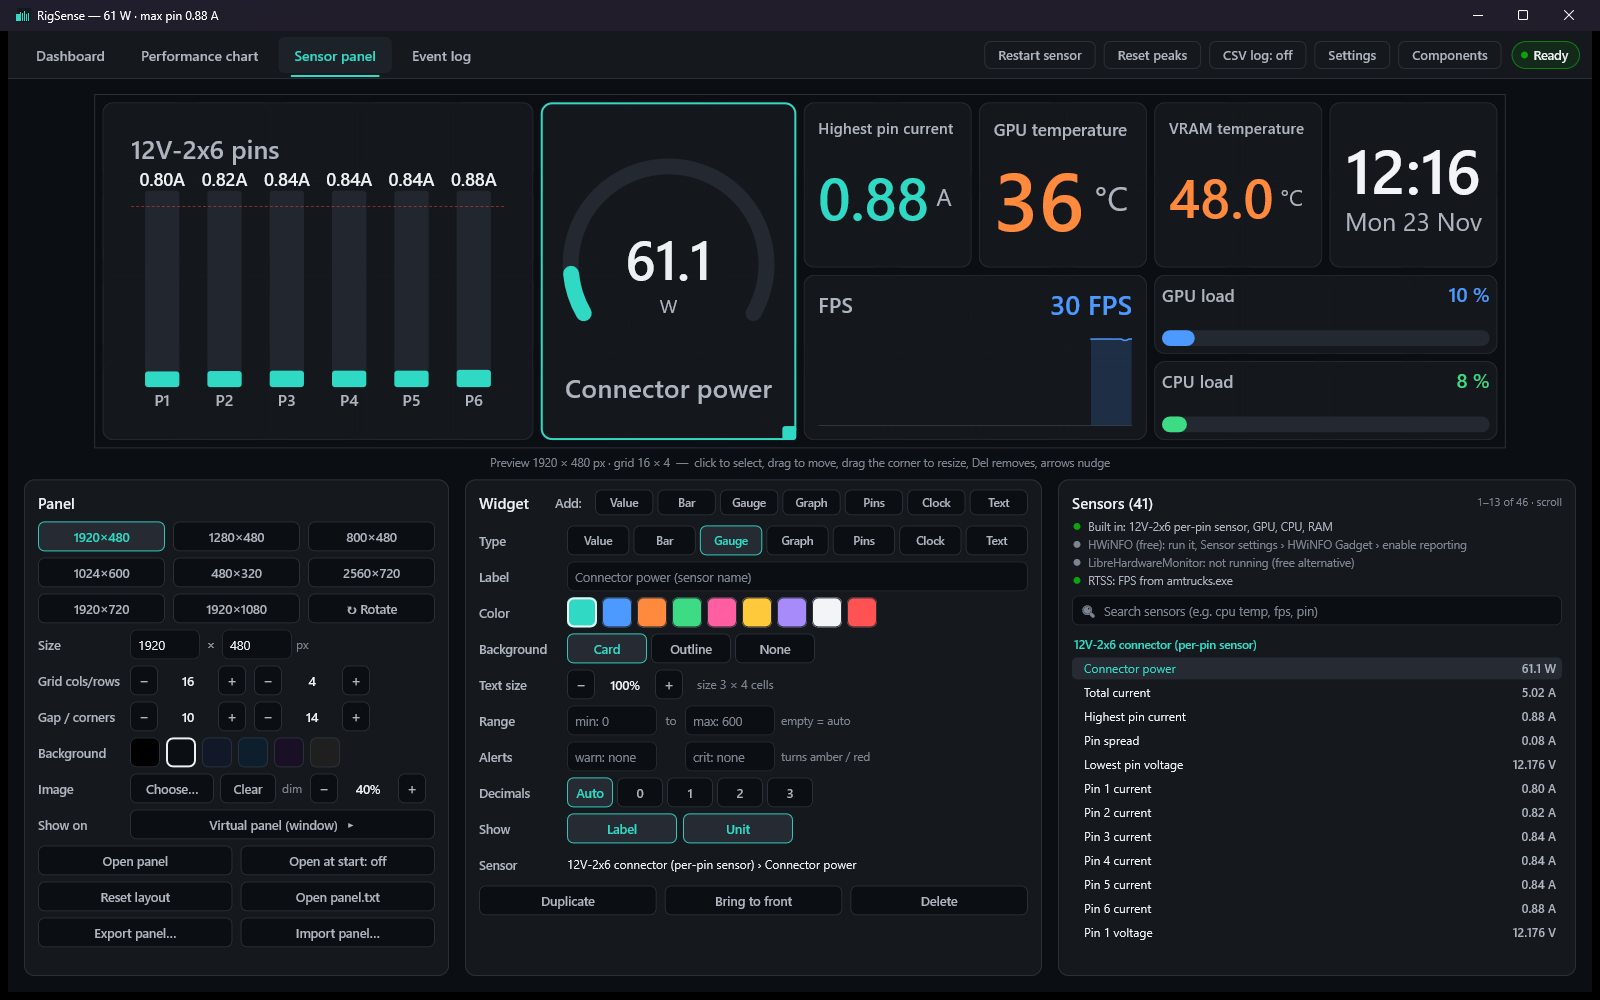 RigSense — 61 W · max pin 0.88 A
Dashboard Performance chart Sensor panel Event log Restart sensor Reset peaks CSV log: off Settings Components Ready
12V-2x6 pins
0.80A 0.82A 0.84A 0.84A 0.84A 0.88A
P1 P2 P3 P4 P5 P6
61.1
W
Connector power
Highest pin current
0.88 A
GPU temperature
36 °C
VRAM temperature
48.0 °C
12:16
Mon 23 Nov
FPS 30 FPS
GPU load 10 %
CPU load 8 %
Preview 1920 × 480 px · grid 16 × 4 — click to select, drag to move, drag the corner to resize, Del removes, arrows nudge
Panel
1920×480 1280×480 800×480
1024×600 480×320 2560×720
1920×720 1920×1080 ↻ Rotate
Size 1920 × 480 px
Grid cols/rows − 16 + − 4 +
Gap / corners − 10 + − 14 +
Background
Image Choose... Clear dim − 40% +
Show on Virtual panel (window) ▸
Open panel Open at start: off
Reset layout Open panel.txt
Export panel... Import panel...
Widget Add: Value Bar Gauge Graph Pins Clock Text
Type Value Bar Gauge Graph Pins Clock Text
Label Connector power (sensor name)
Color
Background Card Outline None
Text size − 100% + size 3 × 4 cells
Range min: 0 to max: 600 empty = auto
Alerts warn: none crit: none turns amber / red
Decimals Auto 0 1 2 3
Show Label Unit
Sensor 12V-2x6 connector (per-pin sensor) › Connector power
Duplicate Bring to front Delete
Sensors (41) 1–13 of 46 · scroll
Built in: 12V-2x6 per-pin sensor, GPU, CPU, RAM
HWiNFO (free): run it, Sensor settings › HWiNFO Gadget › enable reporting
LibreHardwareMonitor: not running (free alternative)
RTSS: FPS from amtrucks.exe
Search sensors (e.g. cpu temp, fps, pin)
12V-2x6 connector (per-pin sensor)
Connector power 61.1 W
Total current 5.02 A
Highest pin current 0.88 A
Pin spread 0.08 A
Lowest pin voltage 12.176 V
Pin 1 current 0.80 A
Pin 2 current 0.82 A
Pin 3 current 0.84 A
Pin 4 current 0.84 A
Pin 5 current 0.84 A
Pin 6 current 0.88 A
Pin 1 voltage 12.176 V